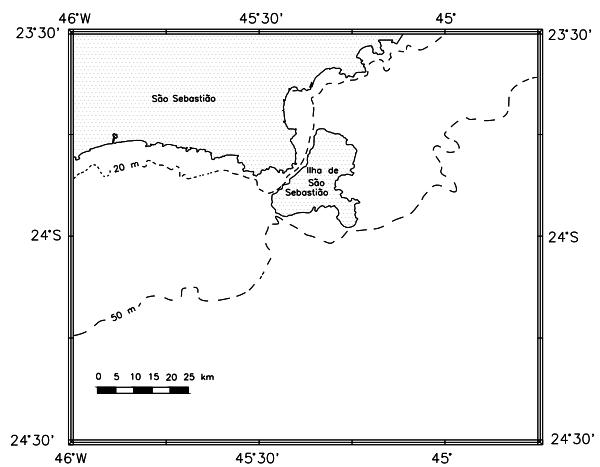 46°W 45°30' 45°
23°30' 23°30'
São Sebastião
20 m
Ilha de
São
Sebastião
24°S 24°S
50 m
0 5 10 15 20 25 km
24°30' 24°30'
46°W 45°30' 45°